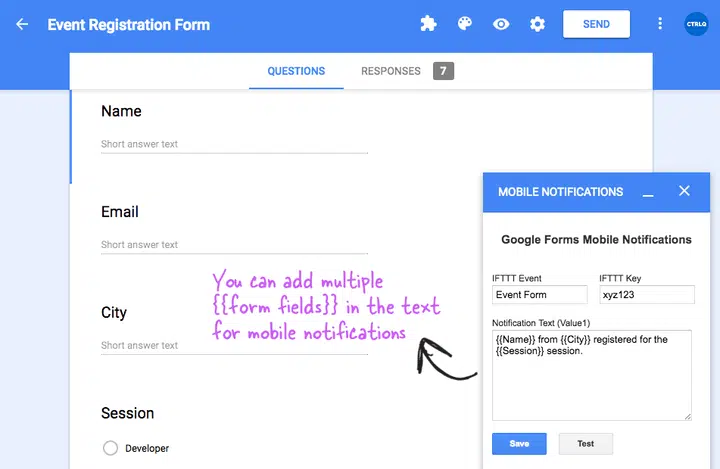 Event Registration Form
SEND
CTRLQ
QUESTIONS
RESPONSES
7
Name
Short answer text
Email
Short answer text
City
Short answer text
Session
Developer
You can add multiple
{{form fields}} in the text
for mobile notifications
MOBILE NOTIFICATIONS
Google Forms Mobile Notifications
IFTTT Event
IFTTT Key
Event Form
xyz123
Notification Text (Value1)
{{Name}} from {{City}} registered for the
{{Session}} session.
Save
Test